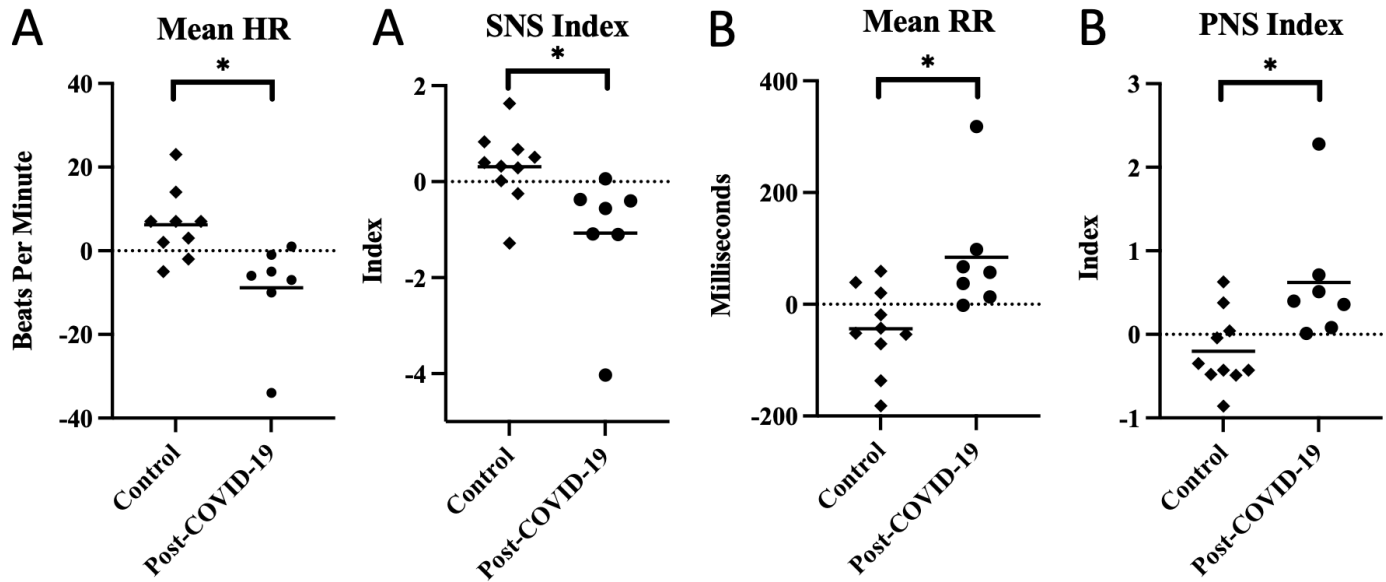 A
Mean HR
*
40
20
0
-20
-40
Beats Per Minute
Control
Post-COVID-19
A
SNS Index
*
2
0
-2
-4
Index
Control
Post-COVID-19
B
Mean RR
*
400
200
0
-200
Milliseconds
Control
Post-COVID-19
B
PNS Index
*
3
2
1
0
-1
Index
Control
Post-COVID-19